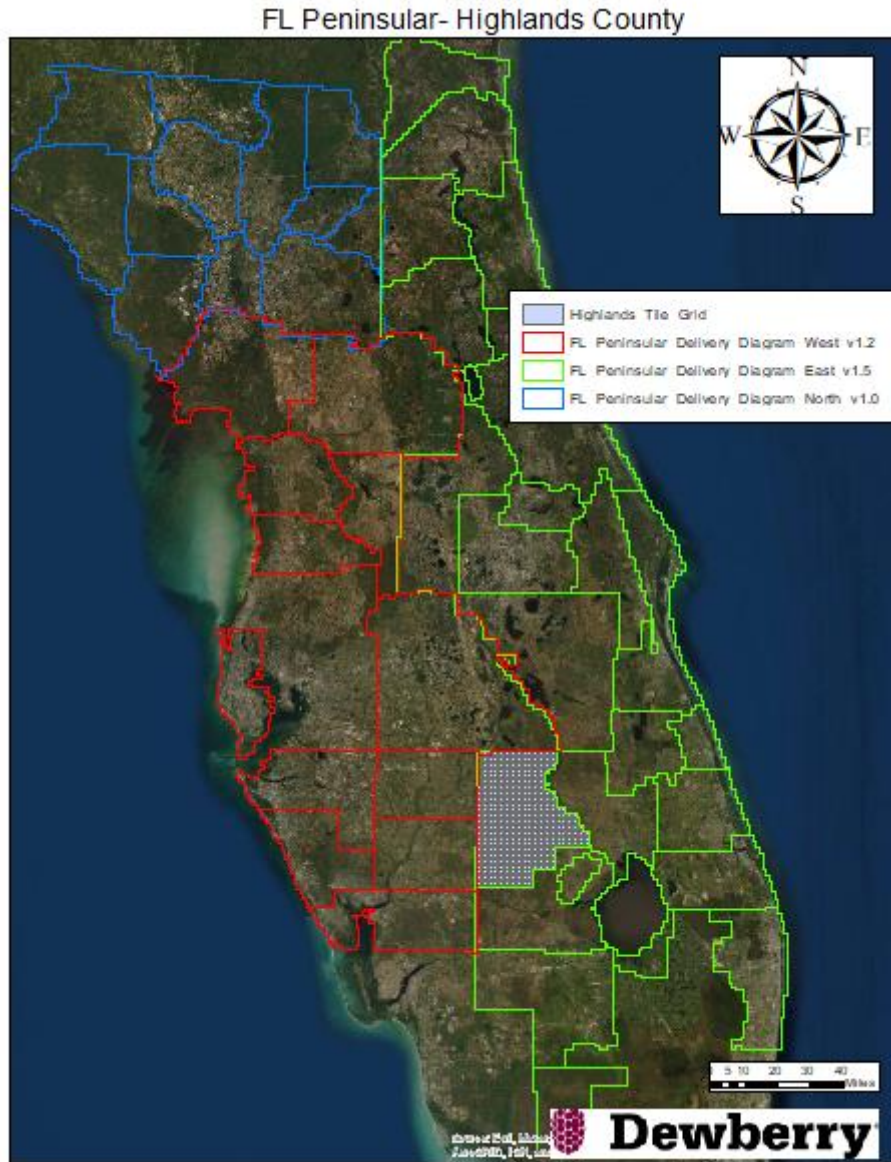 FL Peninsular- Highlands County
N
W E
S
Highlands Tile Grid
FL Peninsular Delivery Diagram West v1.2
FL Peninsular Delivery Diagram East v1.5
FL Peninsular Delivery Diagram North v1.0
0 5 10 20 30 40
Miles
Dewberry